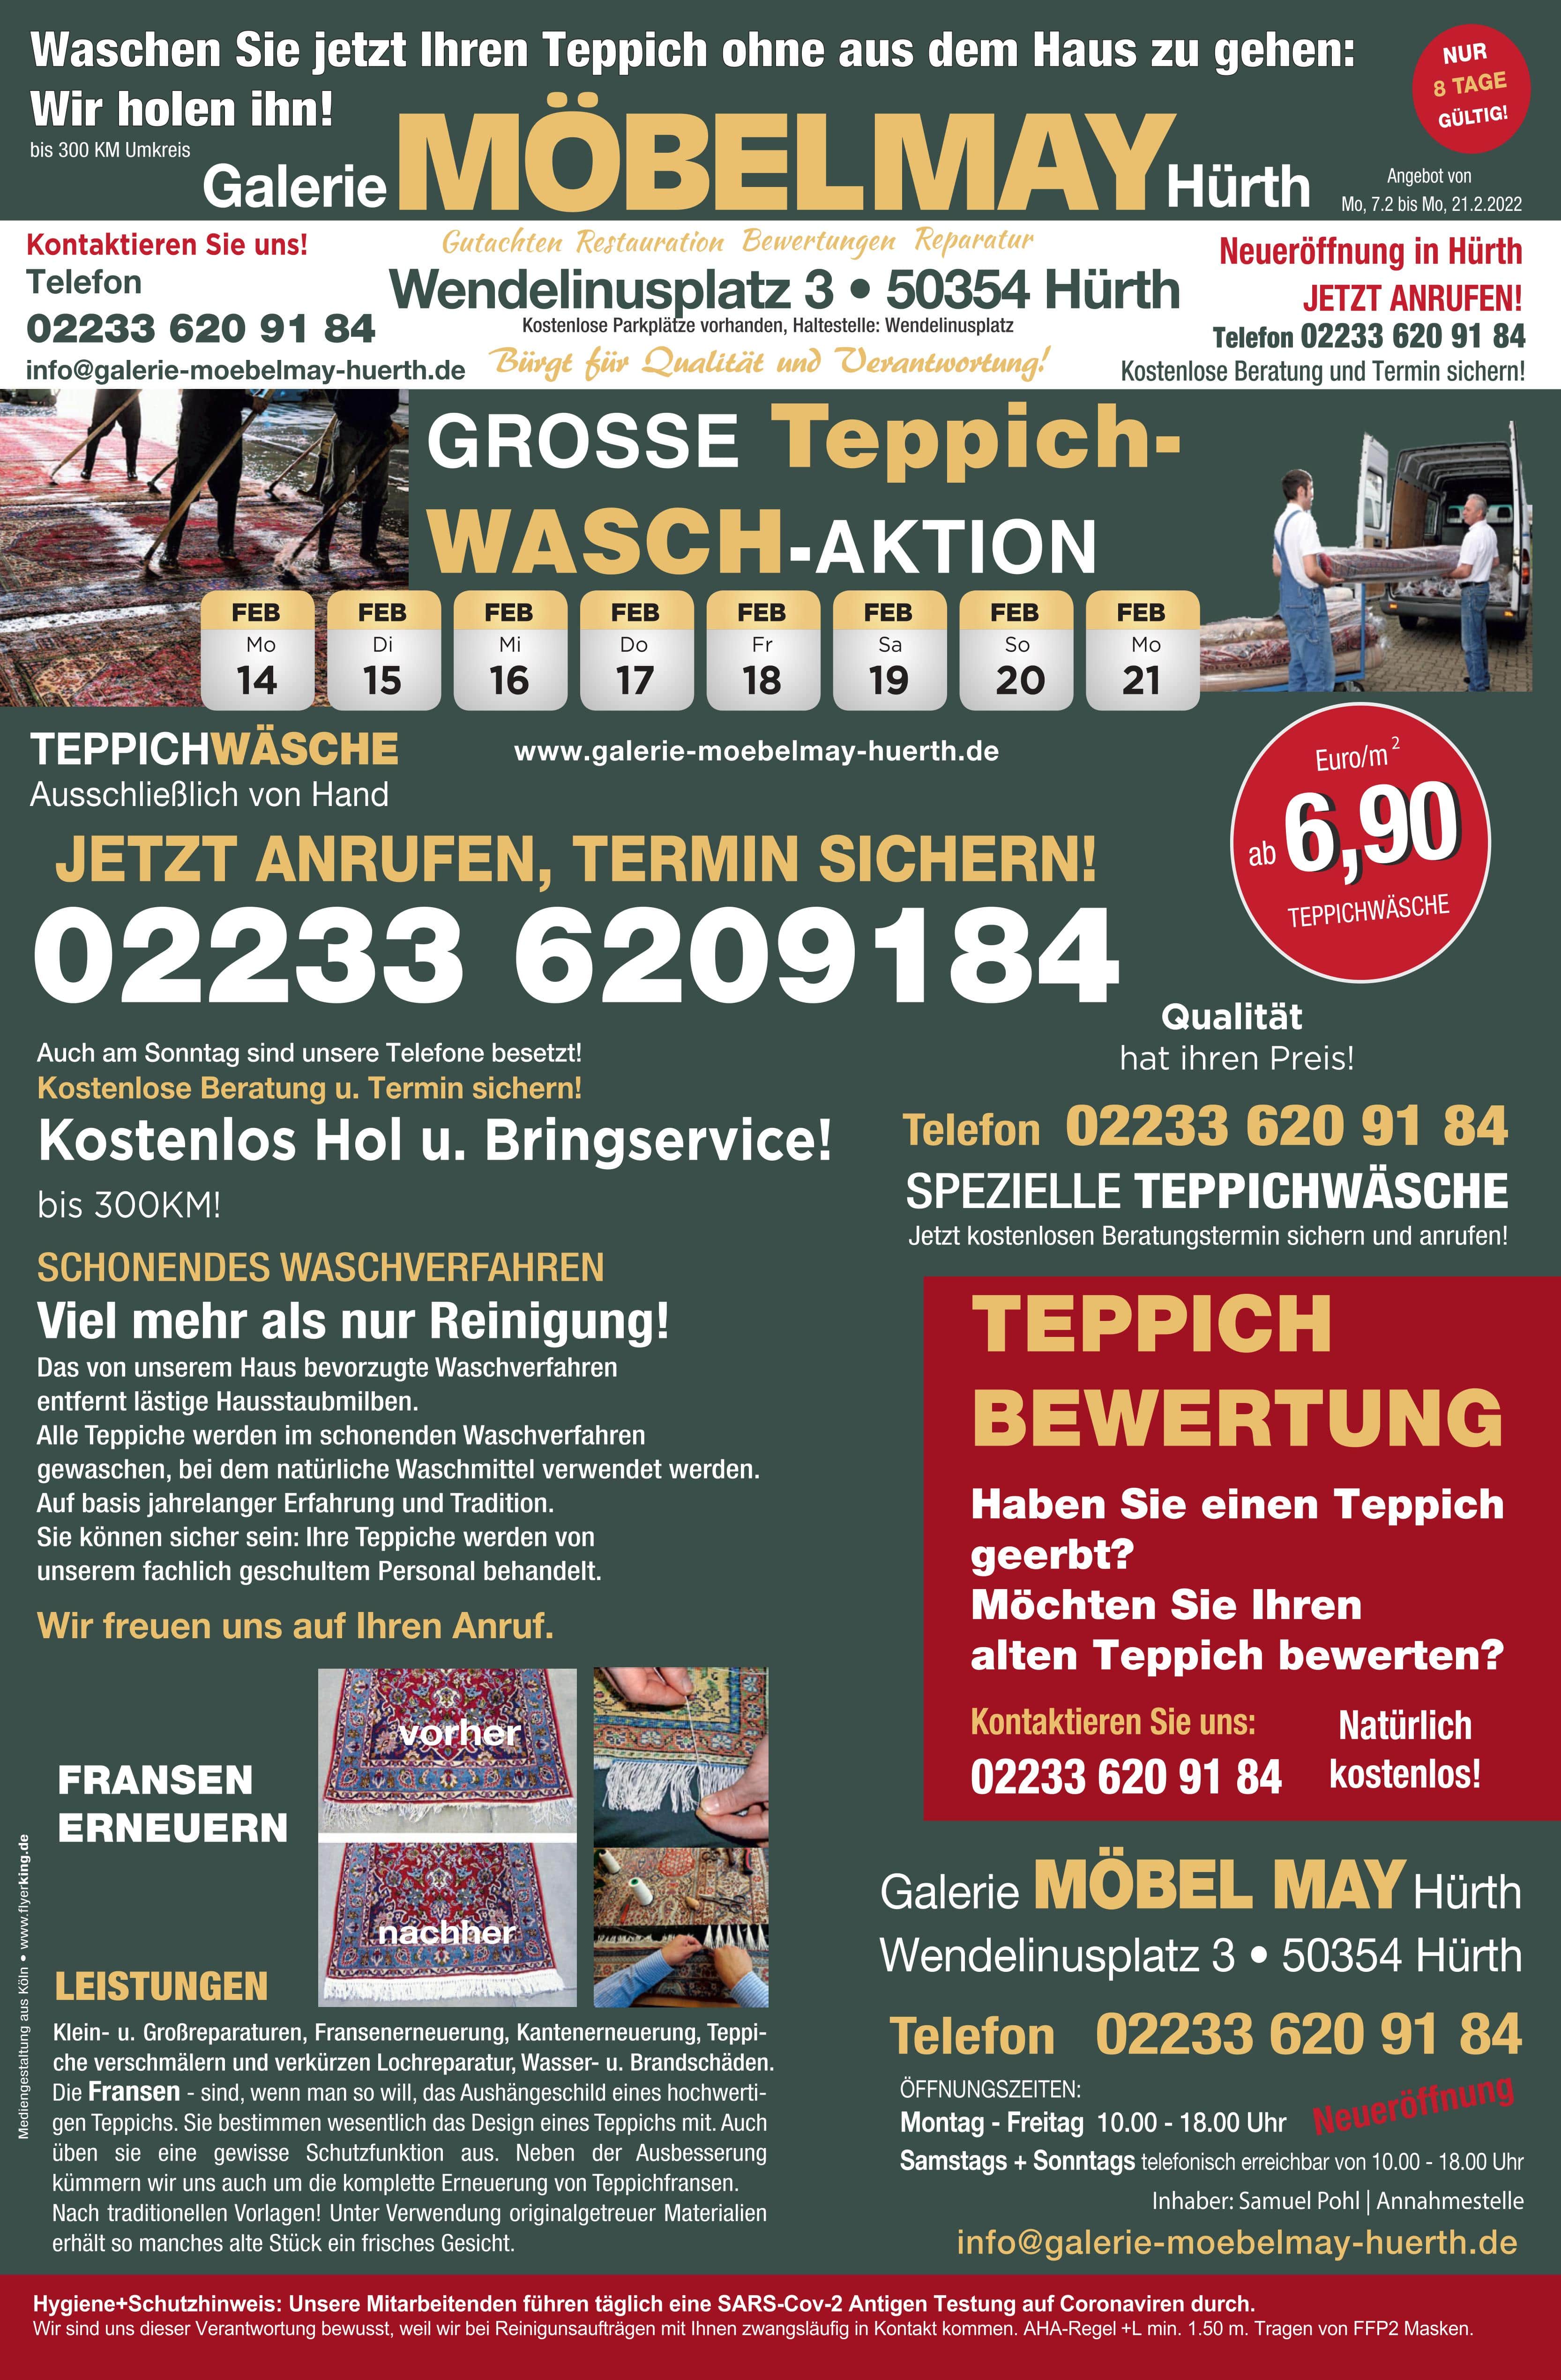 Waschen Sie jetzt Ihren Teppich ohne aus dem Haus zu gehen:
Wir holen ihn!
bis 300 KM Umkreis
Galerie MÖBELMAY Hürth
NUR
8 TAGE
GÜLTIG!
Angebot von
Mo, 7.2 bis Mo, 21.2.2022
Kontaktieren Sie uns!
Telefon
02233 620 91 84
info@galerie-moebelmay-huerth.de
Gutachten Restauration Bewertungen Reparatur
Wendelinusplatz 3 • 50354 Hürth
Kostenlose Parkplätze vorhanden, Haltestelle: Wendelinusplatz
Bürgt für Qualität und Verantwortung!
Neueröffnung in Hürth
JETZT ANRUFEN!
Telefon 02233 620 91 84
Kostenlose Beratung und Termin sichern!
GROSSE Teppich-
WASCH-AKTION
FEB FEB FEB FEB FEB FEB FEB FEB
Mo Di Mi Do Fr Sa So Mo
14 15 16 17 18 19 20 21
TEPPICHWÄSCHE
Ausschließlich von Hand
www.galerie-moebelmay-huerth.de
Euro/m²
ab 6,90
TEPPICHWÄSCHE
JETZT ANRUFEN, TERMIN SICHERN!
02233 6209184
Qualität
hat ihren Preis!
Auch am Sonntag sind unsere Telefone besetzt!
Kostenlose Beratung u. Termin sichern!
Kostenlos Hol u. Bringservice!
bis 300KM!
Telefon 02233 620 91 84
SPEZIELLE TEPPICHWÄSCHE
Jetzt kostenlosen Beratungstermin sichern und anrufen!
SCHONENDES WASCHVERFAHREN
Viel mehr als nur Reinigung!
Das von unserem Haus bevorzugte Waschverfahren
entfernt lästige Hausstaubmilben.
Alle Teppiche werden im schonenden Waschverfahren
gewaschen, bei dem natürliche Waschmittel verwendet werden.
Auf basis jahrelanger Erfahrung und Tradition.
Sie können sicher sein: Ihre Teppiche werden von
unserem fachlich geschultem Personal behandelt.
Wir freuen uns auf Ihren Anruf.
TEPPICH
BEWERTUNG
Haben Sie einen Teppich
geerbt?
Möchten Sie Ihren
alten Teppich bewerten?
Kontaktieren Sie uns:
02233 620 91 84
Natürlich
kostenlos!
FRANSEN
ERNEUERN
vorher
nachher
LEISTUNGEN
Klein- u. Großreparaturen, Fransenerneuerung, Kantenerneuerung, Teppi-
che verschmälern und verkürzen Lochreparatur, Wasser- u. Brandschäden.
Die Fransen - sind, wenn man so will, das Aushängeschild eines hochwerti-
gen Teppichs. Sie bestimmen wesentlich das Design eines Teppichs mit. Auch
üben sie eine gewisse Schutzfunktion aus. Neben der Ausbesserung
kümmern wir uns auch um die komplette Erneuerung von Teppichfransen.
Nach traditionellen Vorlagen! Unter Verwendung originalgetreuer Materialien
erhält so manches alte Stück ein frisches Gesicht.
Mediengestaltung aus Köln • www.flyerking.de
Galerie MÖBEL MAY Hürth
Wendelinusplatz 3 • 50354 Hürth
Telefon 02233 620 91 84
ÖFFNUNGSZEITEN:
Montag - Freitag 10.00 - 18.00 Uhr
Neueröffnung
Samstags + Sonntags telefonisch erreichbar von 10.00 - 18.00 Uhr
Inhaber: Samuel Pohl | Annahmestelle
info@galerie-moebelmay-huerth.de
Hygiene+Schutzhinweis: Unsere Mitarbeitenden führen täglich eine SARS-Cov-2 Antigen Testung auf Coronaviren durch.
Wir sind uns dieser Verantwortung bewusst, weil wir bei Reinigunsaufträgen mit Ihnen zwangsläufig in Kontakt kommen. AHA-Regel +L min. 1.50 m. Tragen von FFP2 Masken.